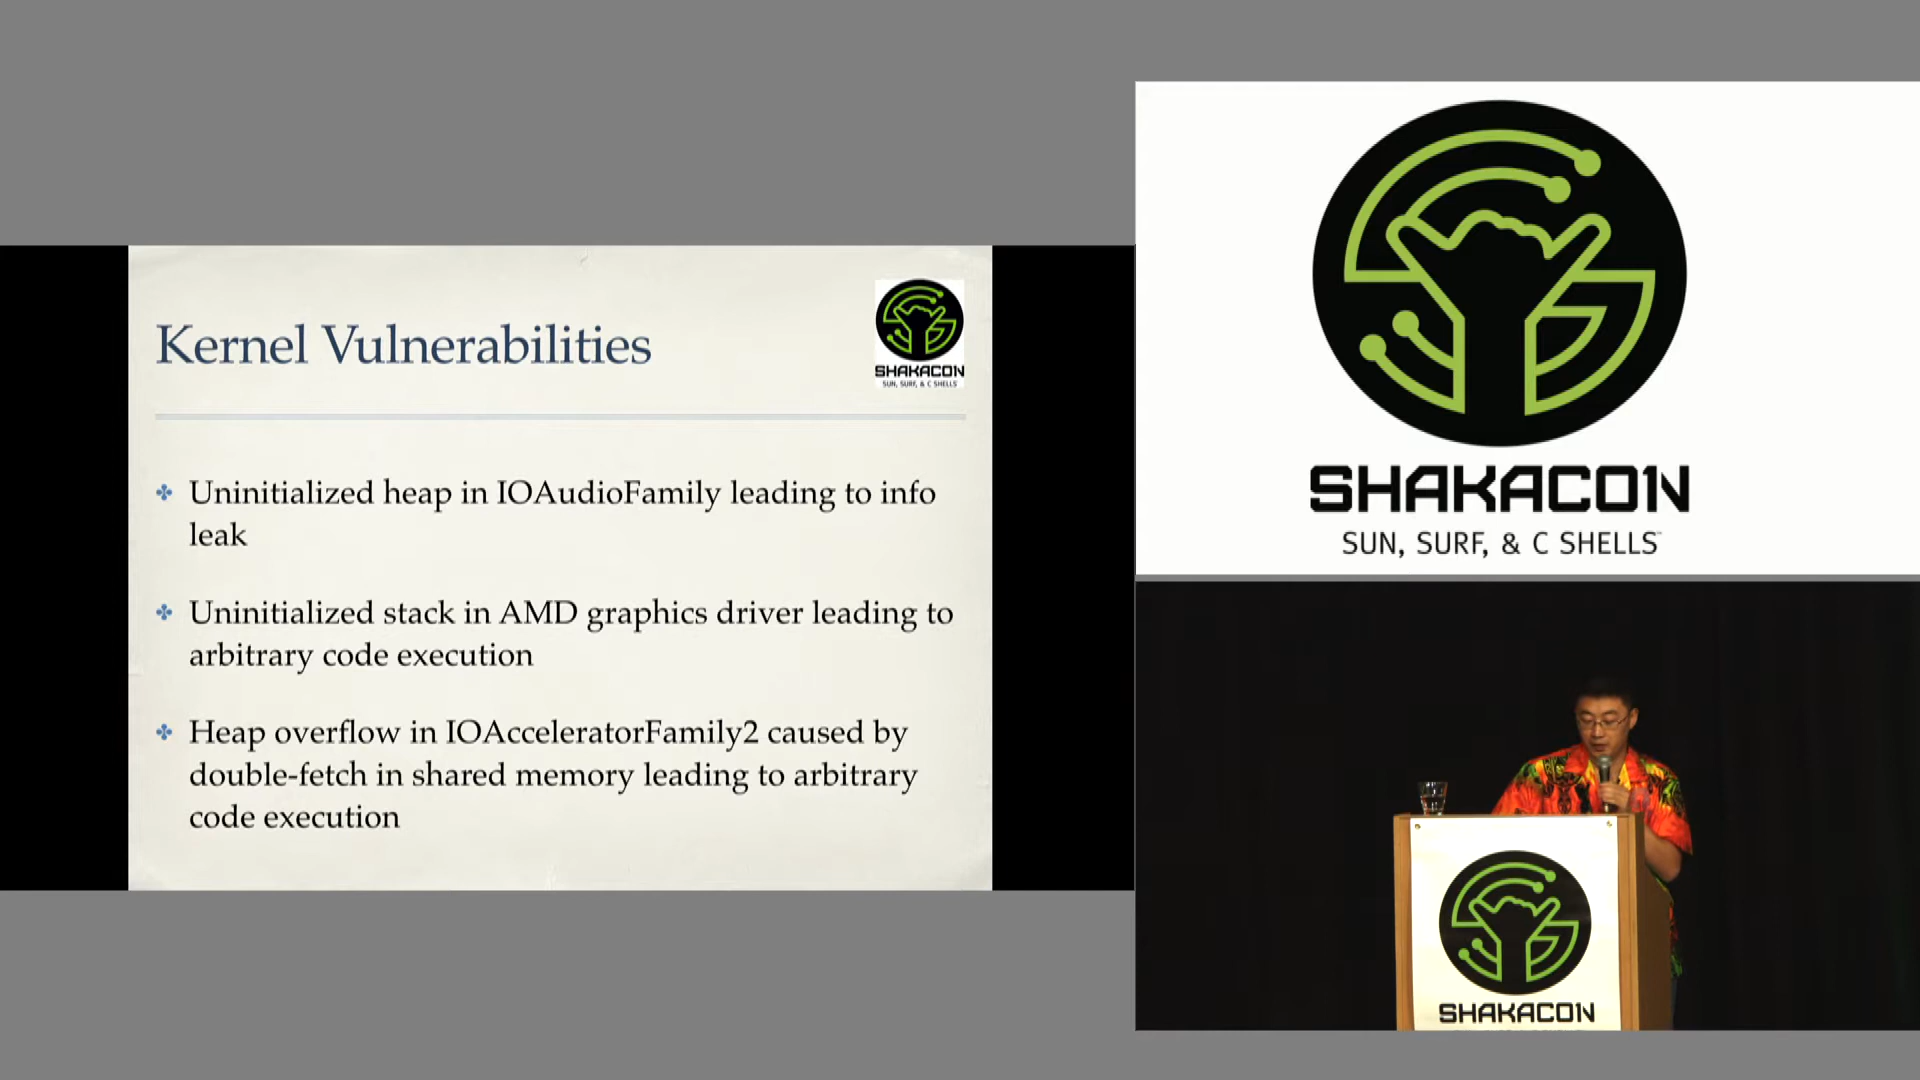 Kernel Vulnerabilities
SHAKACON
SUN, SURF, & C SHELLS
Uninitialized heap in IOAudioFamily leading to info
leak
Uninitialized stack in AMD graphics driver leading to
arbitrary code execution
Heap overflow in IOAcceleratorFamily2 caused by
double-fetch in shared memory leading to arbitrary
code execution
SHAKACON
SUN, SURF, & C SHELLS™
SHAKACON